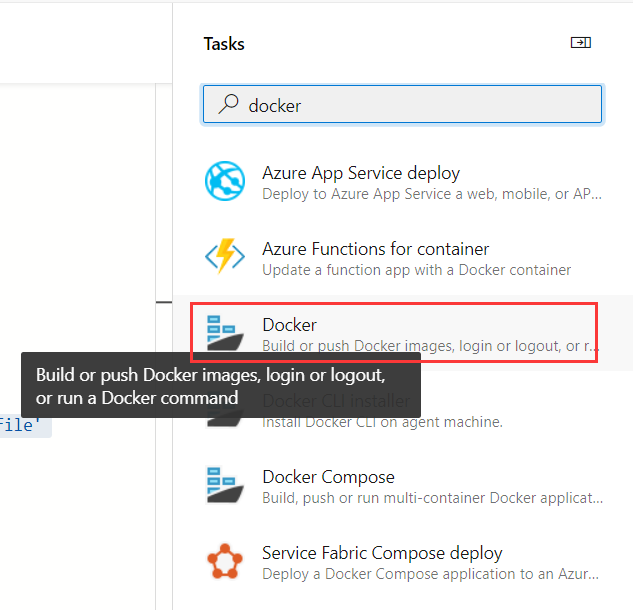 Tasks
docker
Azure App Service deploy
Deploy to Azure App Service a web, mobile, or AP...
Azure Functions for container
Update a function app with a Docker container
Docker
Build or push Docker images, login or logout, or r...
Build or push Docker images, login or logout,
or run a Docker command
file'
Docker CLI installer
Install Docker CLI on agent machine.
Docker Compose
Build, push or run multi-container Docker applicat...
Service Fabric Compose deploy
Deploy a Docker Compose application to an Azur...